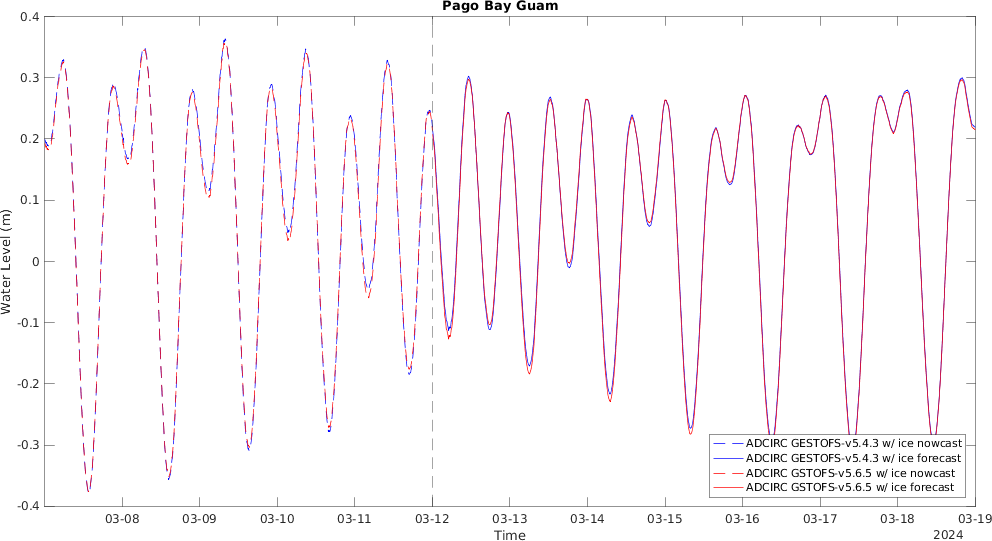 Pago Bay Guam
0.4
0.3
0.2
0.1
0
-0.1
-0.2
-0.3
-0.4
Water Level (m)
ADCIRC GESTOFS-v5.4.3 w/ ice nowcast
ADCIRC GESTOFS-v5.4.3 w/ ice forecast
ADCIRC GSTOFS-v5.6.5 w/ ice nowcast
ADCIRC GSTOFS-v5.6.5 w/ ice forecast
03-08 03-09 03-10 03-11 03-12 03-13 03-14 03-15 03-16 03-17 03-18 03-19
Time
2024